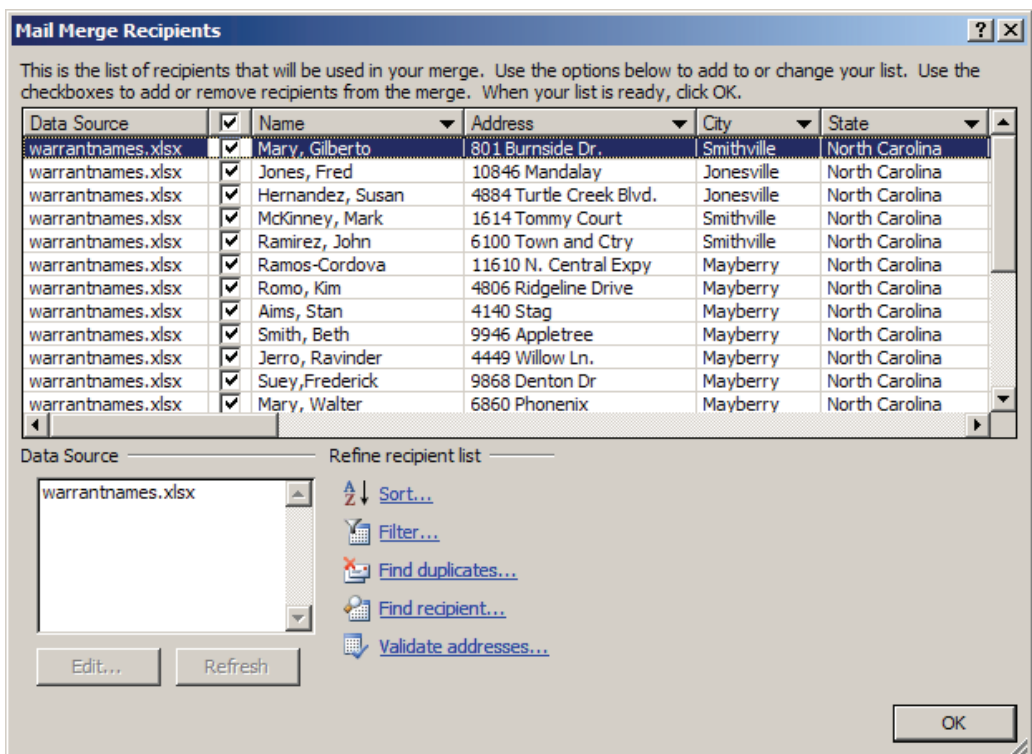 Mail Merge Recipients
This is the list of recipients that will be used in your merge.  Use the options below to add to or change your list.  Use the
checkboxes to add or remove recipients from the merge.  When your list is ready, click OK.
Data Source Name Address City State
warrantnames.xlsx Mary, Gilberto 801 Burnside Dr. Smithville North Carolina
warrantnames.xlsx Jones, Fred 10846 Mandalay Jonesville North Carolina
warrantnames.xlsx Hernandez, Susan 4884 Turtle Creek Blvd. Jonesville North Carolina
warrantnames.xlsx McKinney, Mark 1614 Tommy Court Smithville North Carolina
warrantnames.xlsx Ramirez, John 6100 Town and Ctry Smithville North Carolina
warrantnames.xlsx Ramos-Cordova 11610 N. Central Expy Mayberry North Carolina
warrantnames.xlsx Romo, Kim 4806 Ridgeline Drive Mayberry North Carolina
warrantnames.xlsx Aims, Stan 4140 Stag Mayberry North Carolina
warrantnames.xlsx Smith, Beth 9946 Appletree Mayberry North Carolina
warrantnames.xlsx Jerro, Ravinder 4449 Willow Ln. Mayberry North Carolina
warrantnames.xlsx Suey,Frederick 9868 Denton Dr Mayberry North Carolina
warrantnames.xlsx Mary, Walter 6860 Phonenix Mayberry North Carolina
Data Source
warrantnames.xlsx
Edit...
Refresh
Refine recipient list
Sort...
Filter...
Find duplicates...
Find recipient...
Validate addresses...
OK